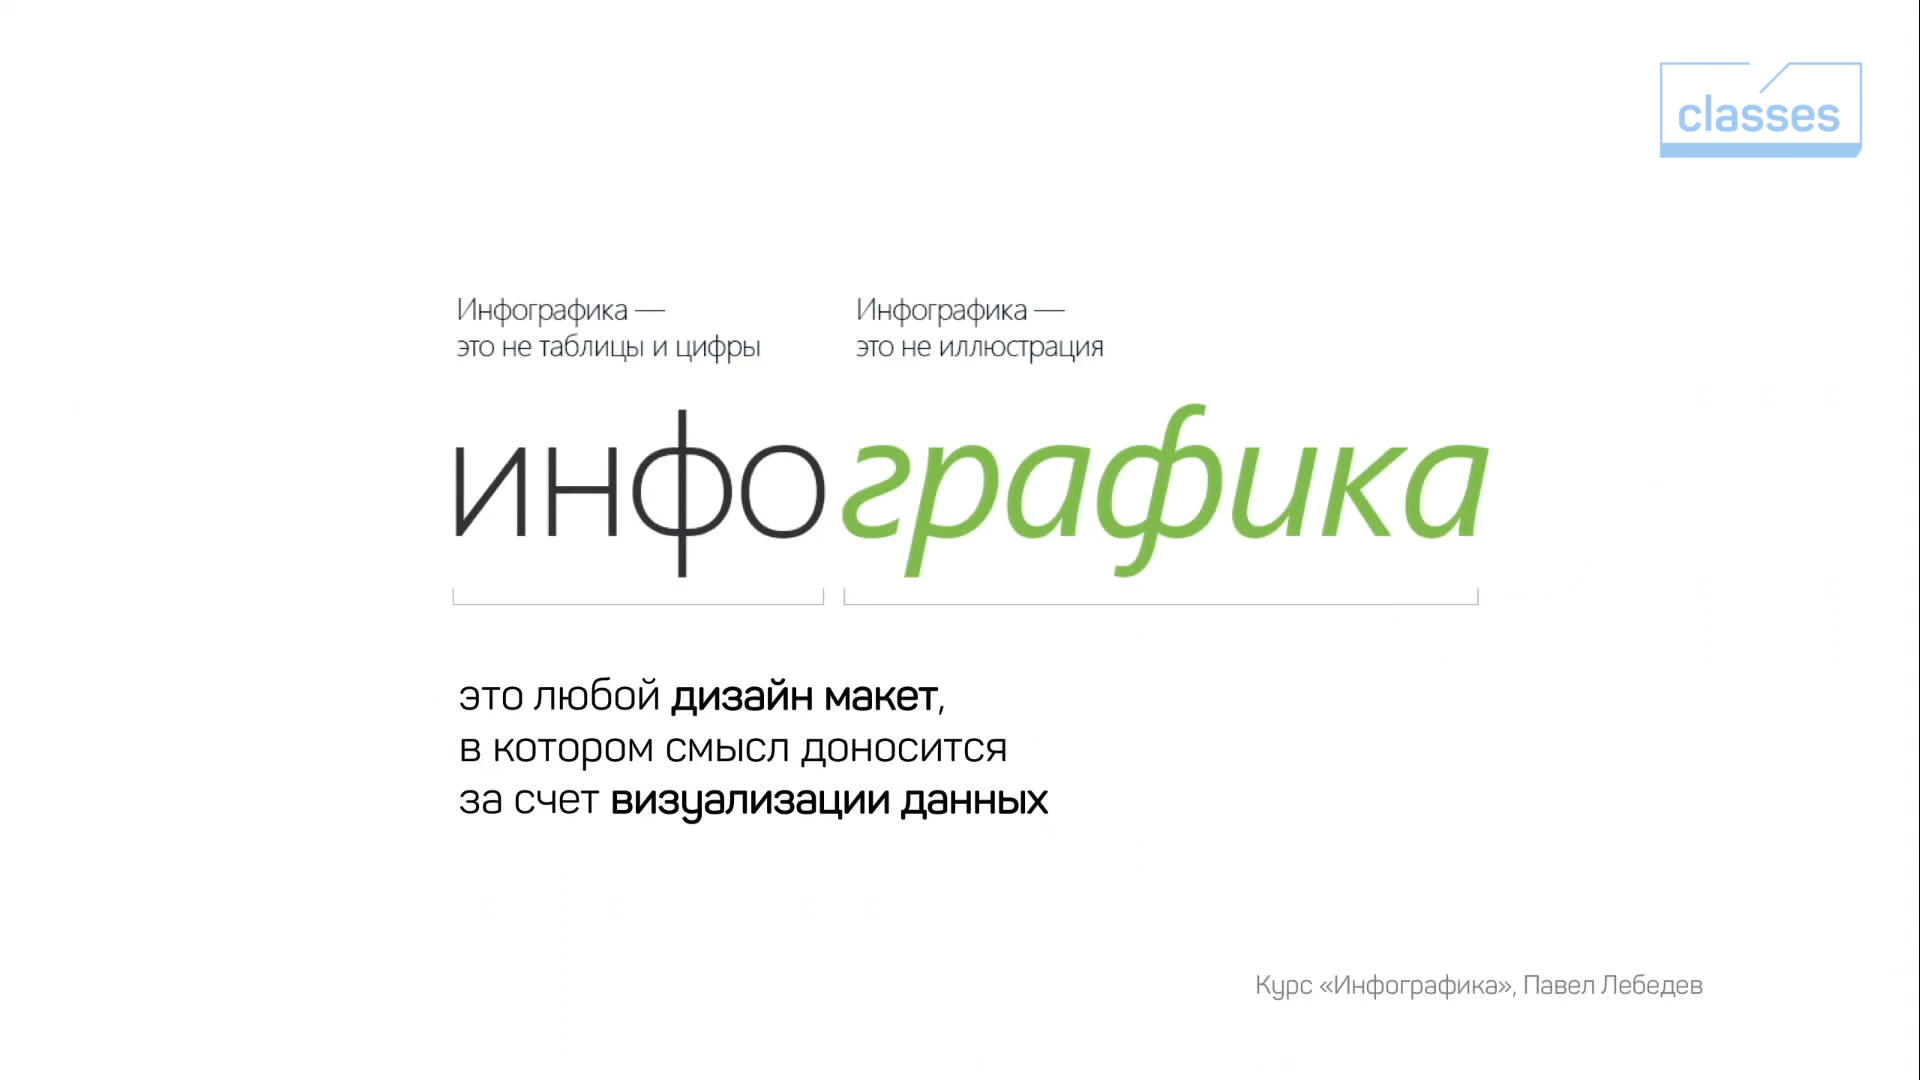 classes
Инфографика —
это не таблицы и цифры
Инфографика —
это не иллюстрация
инфографика
это любой дизайн макет,
в котором смысл доносится
за счет визуализации данных
Курс «Инфографика», Павел Лебедев